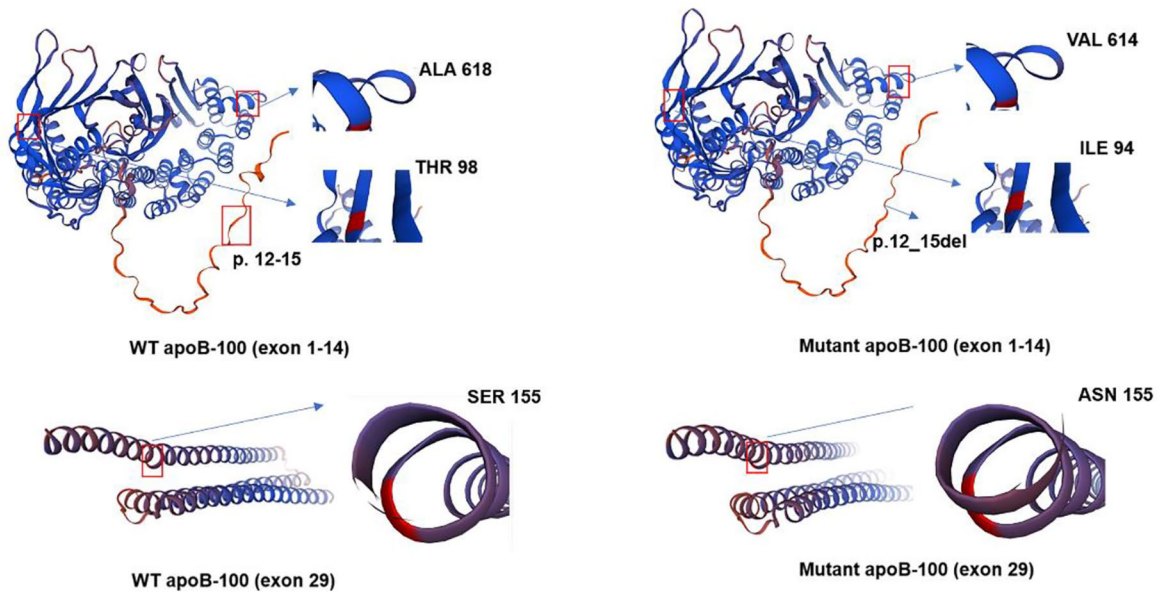 ALA 618
THR 98
p. 12-15
WT apoB-100 (exon 1-14)
VAL 614
ILE 94
p.12_15del
Mutant apoB-100 (exon 1-14)
SER 155
WT apoB-100 (exon 29)
ASN 155
Mutant apoB-100 (exon 29)